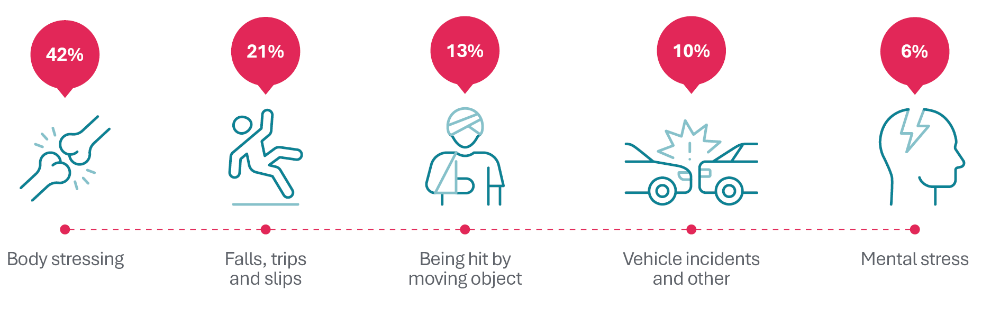 42%
21%
13%
10%
6%
Body stressing
Falls, trips
and slips
Being hit by
moving object
Vehicle incidents
and other
Mental stress